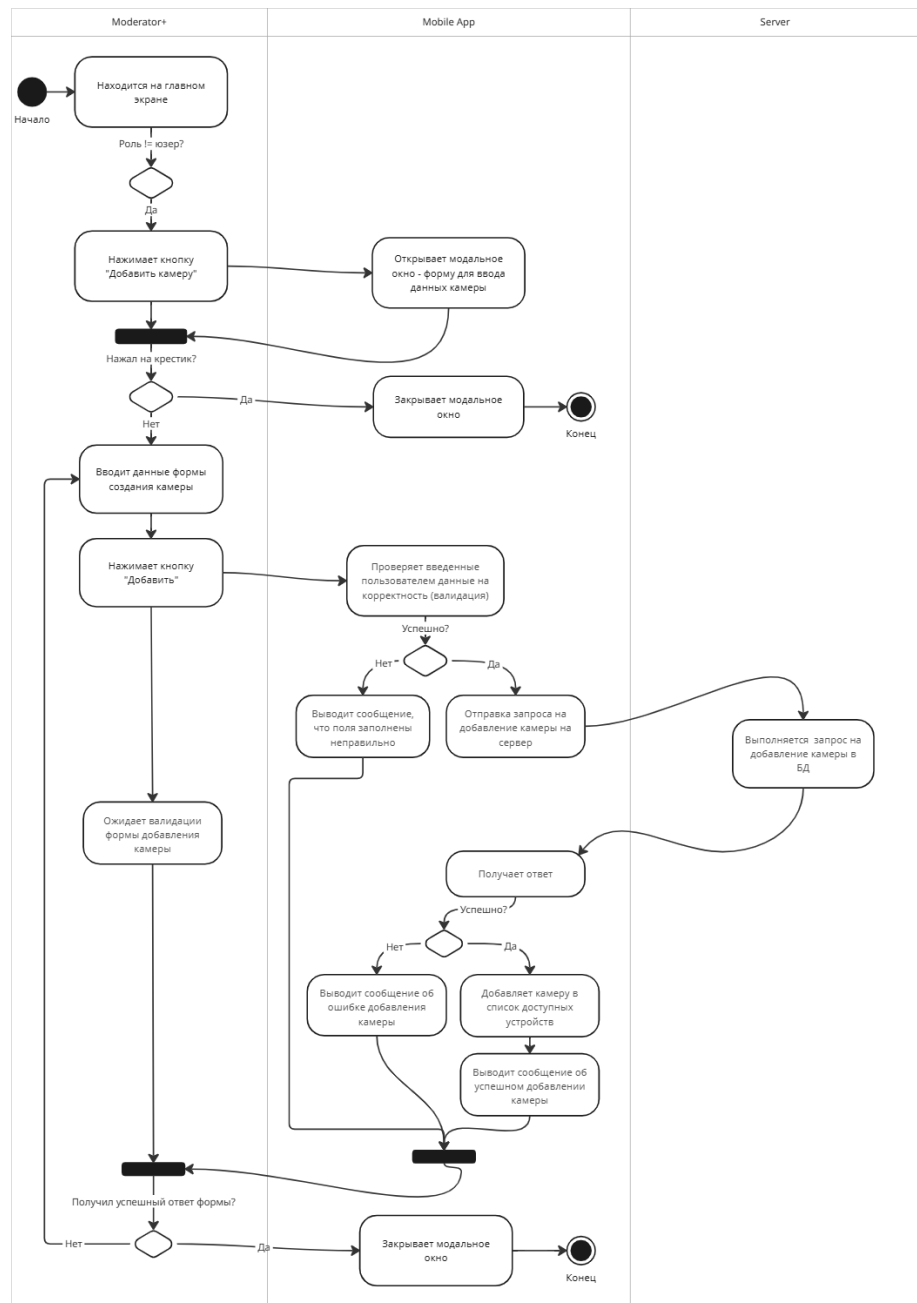 Moderator+
Mobile App
Server
Находится на главном
экране
Начало
Роль != юзер?
Да
Нажимает кнопку
"Добавить камеру"
Открывает модальное
окно - форму для ввода
данных камеры
Нажал на крестик?
Да
Закрывает модальное
окно
Конец
Нет
Вводит данные формы
создания камеры
Нажимает кнопку
"Добавить"
Проверяет введенные
пользователем данные на
корректность (валидация)
Успешно?
Нет
Да
Выводит сообщение,
что поля заполнены
неправильно
Отправка запроса на
добавление камеры на
сервер
Выполняется запрос на
добавление камеры в
БД
Ожидает валидации
формы добавления
камеры
Получает ответ
Успешно?
Нет
Да
Выводит сообщение об
ошибке добавления
камеры
Добавляет камеру в
список доступных
устройств
Выводит сообщение об
успешном добавлении
камеры
Получил успешный ответ формы?
Нет
Да
Закрывает модальное
окно
Конец